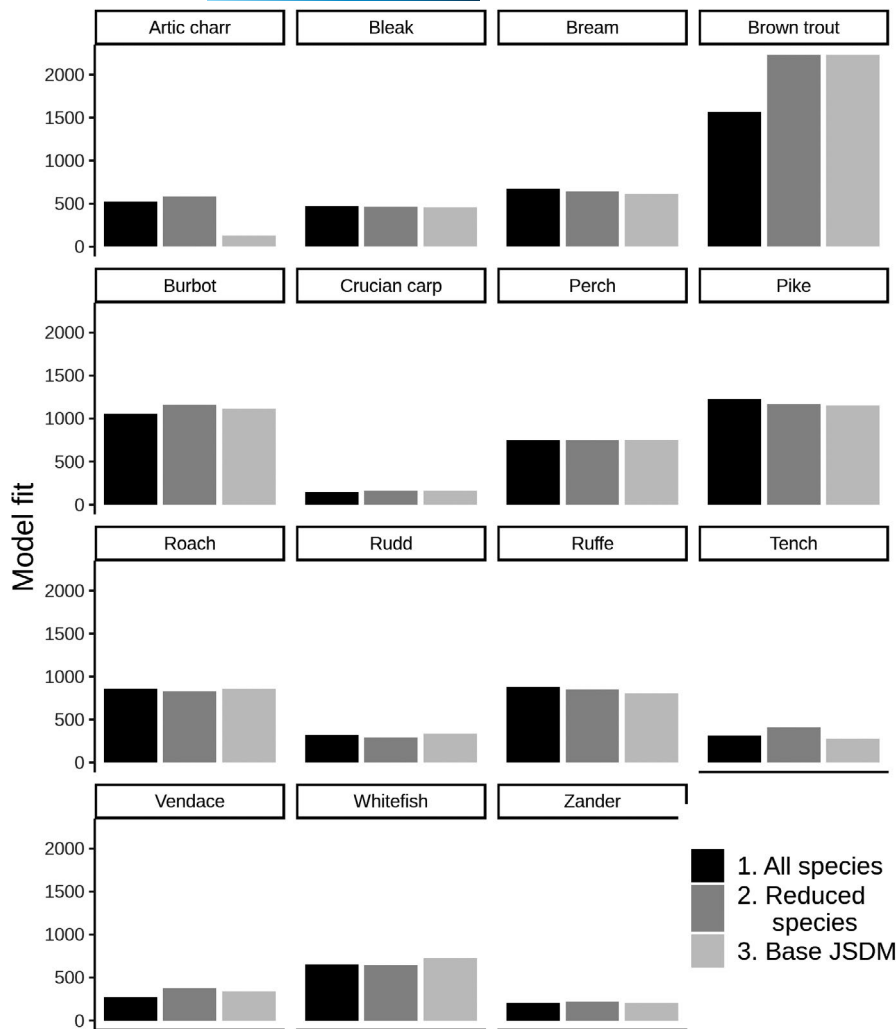 Artic charr Bleak Bream Brown trout
2000
1500
1000
500
0
Burbot Crucian carp Perch Pike
2000
1500
1000
500
0
Model fit
Roach Rudd Ruffe Tench
2000
1500
1000
500
0
Vendace Whitefish Zander
2000
1500
1000
500
0
1. All species
2. Reduced
species
3. Base JSDM